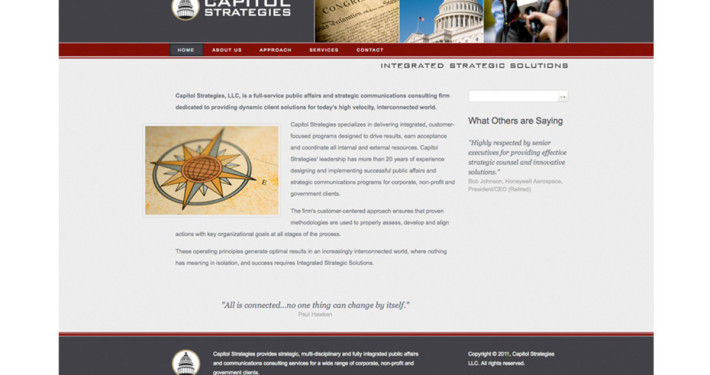 CAPITOL
STRATEGIES
CONGRESS
HOME ABOUT US APPROACH SERVICES CONTACT
INTEGRATED STRATEGIC SOLUTIONS
Capitol Strategies, LLC, is a full-service public affairs and strategic communications consulting firm
dedicated to providing dynamic client solutions for today's high velocity, interconnected world.
Capitol Strategies specializes in delivering integrated, customer-
focused programs designed to drive results, earn acceptance
and coordinate all internal and external resources. Capitol
Strategies' leadership has more than 20 years of experience
designing and implementing successful public affairs and
strategic communications programs for corporate, non-profit and
government clients.
The firm's customer-centered approach ensures that proven
methodologies are used to properly assess, develop and align
actions with key organizational goals at all stages of the process.
These operating principles generate optimal results in an increasingly interconnected world, where nothing
has meaning in isolation, and success requires Integrated Strategic Solutions.
"All is connected...no one thing can change by itself."
Paul Hawken
What Others are Saying
"Highly respected by senior
executives for providing effective
strategic counsel and innovative
solutions."
Bob Johnson, Honeywell Aerospace,
President/CEO (Retired)
Capitol Strategies provides strategic, multi-disciplinary and fully integrated public affairs
and communications consulting services for a wide range of corporate, non-profit and
government clients.
Copyright © 2011, Capitol Strategies
LLC. All rights reserved.